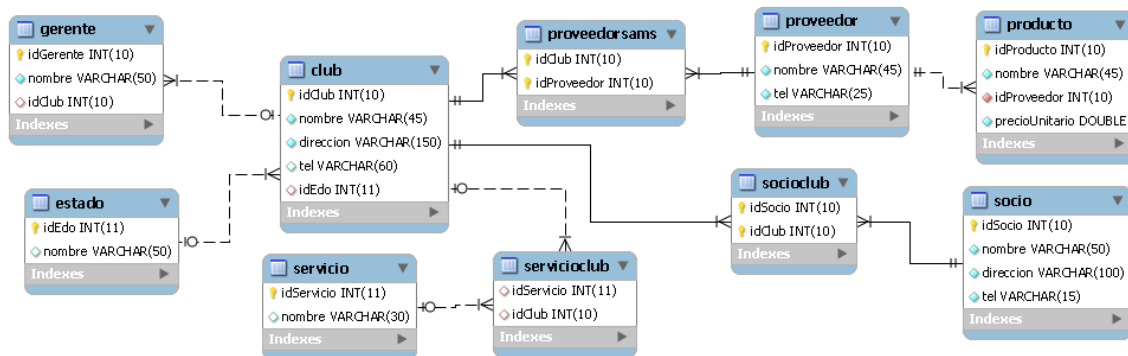 gerente
idGerente INT(10)
nombre VARCHAR(50)
idClub INT(10)
Indexes
club
idClub INT(10)
nombre VARCHAR(45)
direccion VARCHAR(150)
tel VARCHAR(60)
idEdo INT(11)
Indexes
proveedorsams
idClub INT(10)
idProveedor INT(10)
Indexes
proveedor
idProveedor INT(10)
nombre VARCHAR(45)
tel VARCHAR(25)
Indexes
producto
idProducto INT(10)
nombre VARCHAR(45)
idProveedor INT(10)
precioUnitario DOUBLE
Indexes
estado
idEdo INT(11)
nombre VARCHAR(50)
Indexes
servicio
idServicio INT(11)
nombre VARCHAR(30)
Indexes
servicioclub
idServicio INT(11)
idClub INT(10)
Indexes
socioclub
idSocio INT(10)
idClub INT(10)
Indexes
socio
idSocio INT(10)
nombre VARCHAR(50)
direccion VARCHAR(100)
tel VARCHAR(15)
Indexes